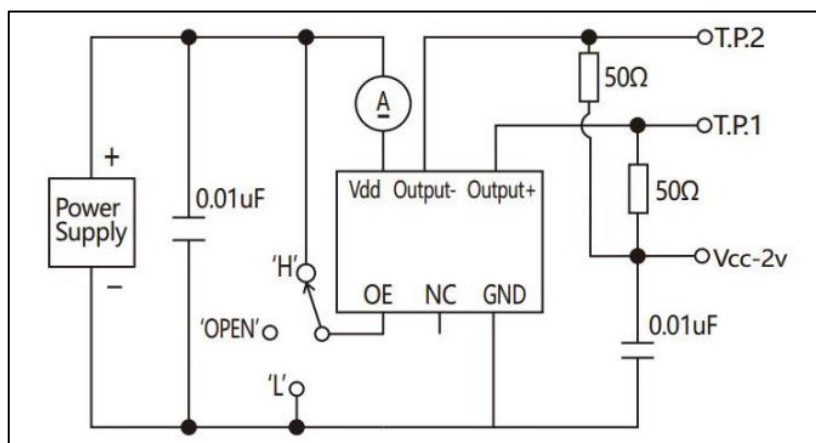 T.P.2
50Ω
A
T.P.1
+
Vdd Output- Output+
50Ω
0.01uF
Power
Supply
Vcc-2v
'H'
−
OE NC GND
'OPEN'
0.01uF
'L'